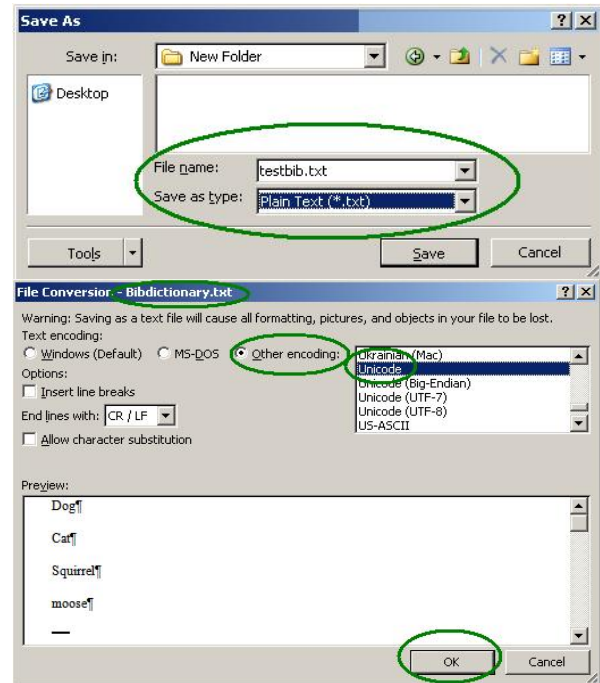 Save As
Save in: New Folder
Desktop
File name: testbib.txt
Save as type: Plain Text (*.txt)
Tools Save Cancel
File Conversion - Bibdictionary.txt
Warning: Saving as a text file will cause all formatting, pictures, and objects in your file to be lost.
Text encoding:
Windows (Default) MS-DOS Other encoding: Ukrainian (Mac)
Unicode
Options:
Unicode (Big-Endian)
Insert line breaks
Unicode (UTF-7)
End lines with: CR / LF
Unicode (UTF-8)
US-ASCII
Allow character substitution
Preview:
Dog¶
Cat¶
Squirrel¶
moose¶
OK Cancel